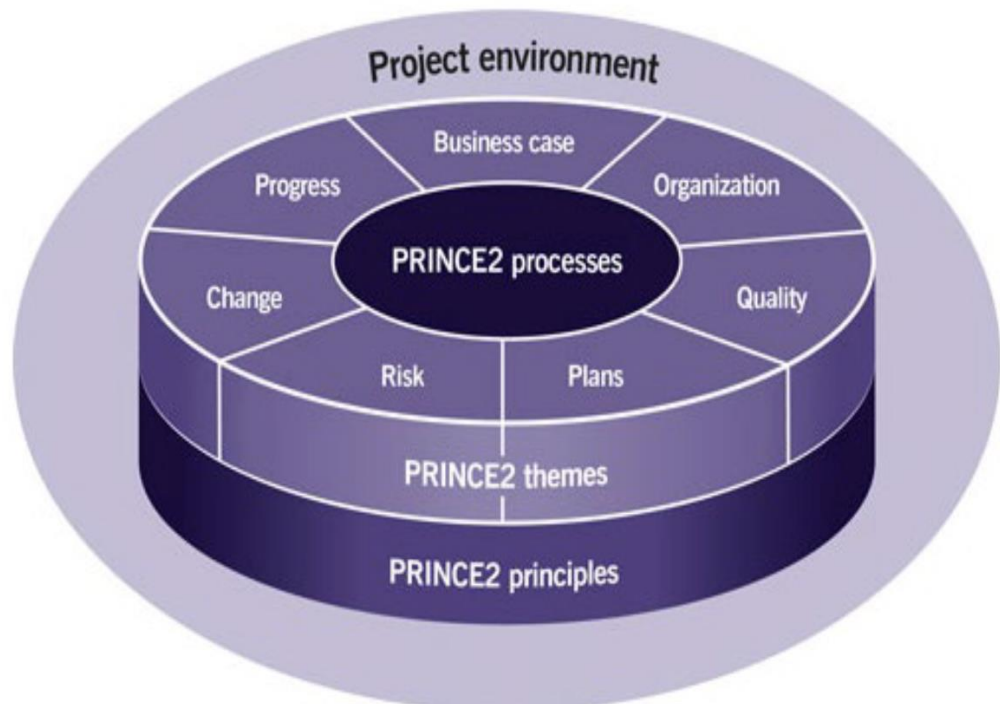 Project environment
Business case
Progress
Organization
PRINCE2 processes
Change
Quality
Risk
Plans
PRINCE2 themes
PRINCE2 principles